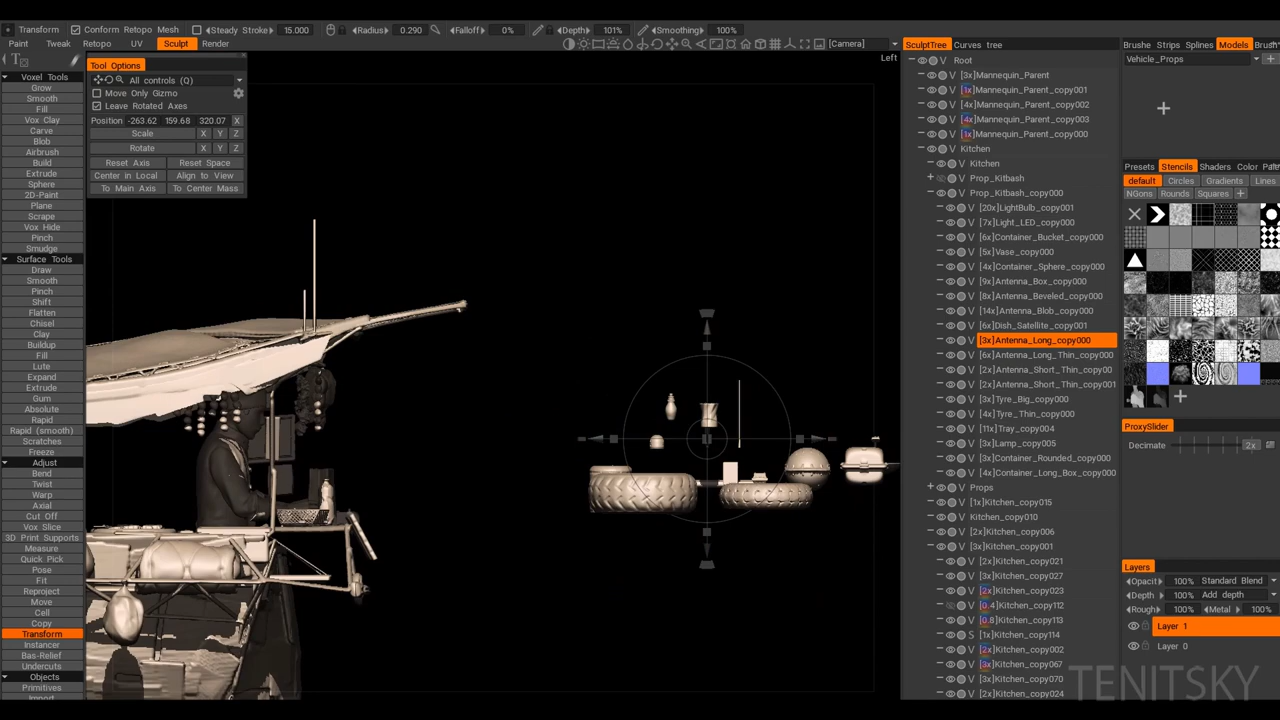 Transform
Conform Retopo Mesh
Steady Stroke
15.000
Radius
0.290
Falloff
0%
Depth
101%
Smoothing
100%
Paint
Tweak
Retopo
UV
Sculpt
Render
[Camera]
Left
Tool Options
All controls (Q)
Move Only Gizmo
Leave Rotated Axes
Position -263.62 159.68 320.07 X
Scale X Y Z
Rotate X Y Z
Reset Axis Reset Space
Center in Local Align to View
To Main Axis To Center Mass
Voxel Tools
Grow
Smooth
Fill
Vox Clay
Carve
Blob
Airbrush
Build
Extrude
Sphere
2D-Paint
Plane
Scrape
Vox Hide
Pinch
Smudge
Surface Tools
Draw
Smooth
Pinch
Shift
Flatten
Chisel
Clay
Buildup
Fill
Lute
Expand
Extrude
Gum
Absolute
Rapid
Rapid (smooth)
Scratches
Freeze
Adjust
Bend
Twist
Warp
Axial
Cut Off
Vox Slice
3D Print Supports
Measure
Quick Pick
Pose
Fit
Reproject
Move
Cell
Copy
Transform
Instancer
Bas-Relief
Undercuts
Objects
Primitives
Import
SculptTree
Curves tree
V Root
V [3x]Mannequin_Parent
V [1x]Mannequin_Parent_copy001
V [4x]Mannequin_Parent_copy002
V [4x]Mannequin_Parent_copy003
V [1x]Mannequin_Parent_copy000
V Kitchen
V Kitchen
V Prop_Kitbash
V Prop_Kitbash_copy000
V [20x]LightBulb_copy001
V [7x]Light_LED_copy000
V [6x]Container_Bucket_copy000
V [5x]Vase_copy000
V [4x]Container_Sphere_copy000
V [9x]Antenna_Box_copy000
V [8x]Antenna_Beveled_copy000
V [14x]Antenna_Blob_copy000
V [6x]Dish_Satellite_copy001
V [3x]Antenna_Long_copy000
V [6x]Antenna_Long_Thin_copy000
V [2x]Antenna_Short_Thin_copy00
V [2x]Antenna_Short_Thin_copy001
V [3x]Tyre_Big_copy000
V [4x]Tyre_Thin_copy000
V [11x]Tray_copy004
V [3x]Lamp_copy005
V [3x]Container_Rounded_copy000
V [4x]Container_Long_Box_copy000
V Props
V [1x]Kitchen_copy015
V Kitchen_copy010
V [2x]Kitchen_copy006
V [3x]Kitchen_copy001
V [2x]Kitchen_copy021
V [3x]Kitchen_copy027
V [2x]Kitchen_copy023
V [0.4]Kitchen_copy112
V [0.8]Kitchen_copy113
S [1x]Kitchen_copy114
V [2x]Kitchen_copy002
V [3x]Kitchen_copy067
V [3x]Kitchen_copy070
V [2x]Kitchen_copy024
Brushe
Strips
Splines
Models
Brush
Vehicle_Props
Presets
Stencils
Shaders
Color
Palette
default
Circles
Gradients
Lines
NGons
Rounds
Squares
ProxySlider
Decimate
2x
Layers
Opacit 100% Standard Blend
Depth 100% Add depth
Rough 100% Metal 100%
Layer 1
Layer 0
TENITSKY